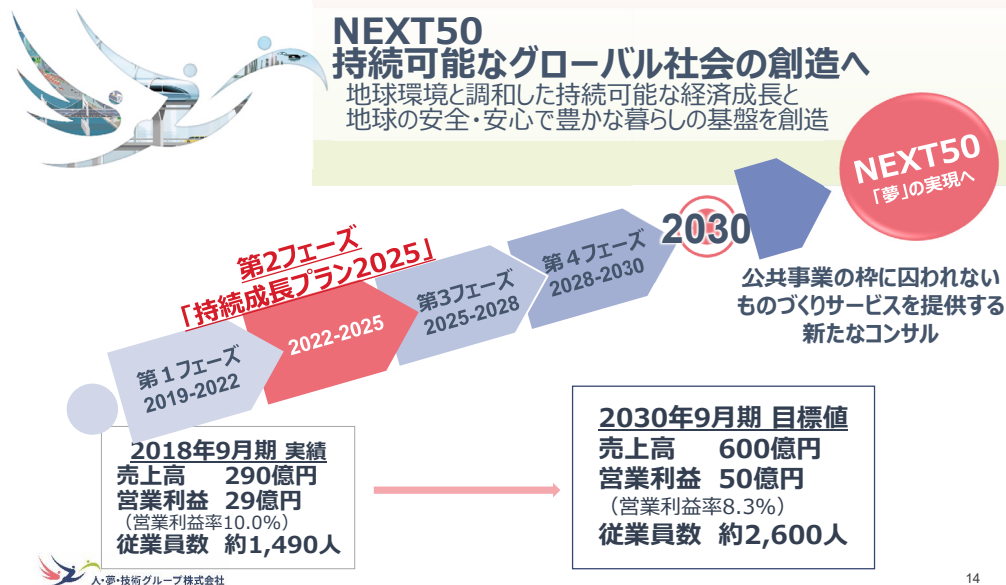 NEXT50
持続可能なグローバル社会の創造へ
地球環境と調和した持続可能な経済成長と
地球の安全・安心で豊かな暮らしの基盤を創造
NEXT50
「夢」の実現へ
2030
第2フェーズ
「持続成長プラン2025」
第１フェーズ
2019-2022
2022-2025
第3フェーズ
2025-2028
第４フェーズ
2028-2030
公共事業の枠に囚われない
ものづくりサービスを提供する
新たなコンサル
2018年9月期 実績
売上高 290億円
営業利益 29億円
（営業利益率10.0%）
従業員数 約1,490人
2030年9月期 目標値
売上高 600億円
営業利益 50億円
（営業利益率8.3%）
従業員数 約2,600人
人・夢・技術グループ株式会社
14